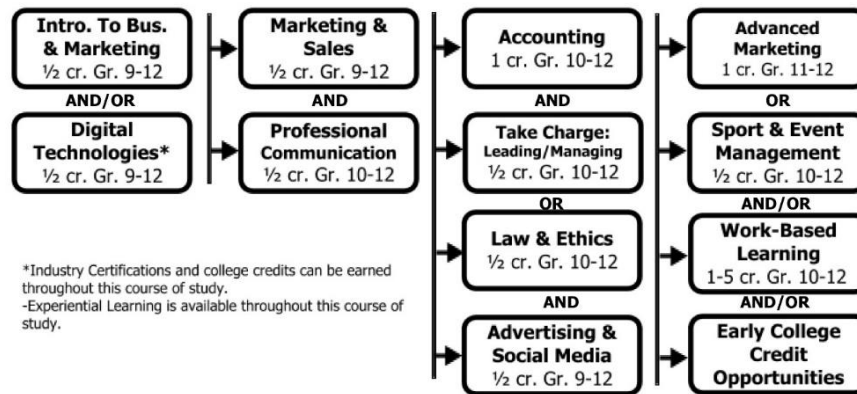 Intro. To Bus.
& Marketing
½ cr. Gr. 9-12
AND/OR
Digital
Technologies*
½ cr. Gr. 9-12
Marketing &
Sales
½ cr. Gr. 9-12
AND
Professional
Communication
½ cr. Gr. 10-12
Accounting
1 cr. Gr. 10-12
AND
Take Charge:
Leading/Managing
½ cr. Gr. 10-12
OR
Law & Ethics
½ cr. Gr. 10-12
AND
Advertising &
Social Media
½ cr. Gr. 9-12
Advanced
Marketing
1 cr. Gr. 11-12
OR
Sport & Event
Management
½ cr. Gr. 10-12
AND/OR
Work-Based
Learning
1-5 cr. Gr. 10-12
AND/OR
Early College
Credit
Opportunities
*Industry Certifications and college credits can be earned
throughout this course of study.
-Experiential Learning is available throughout this course of
study.